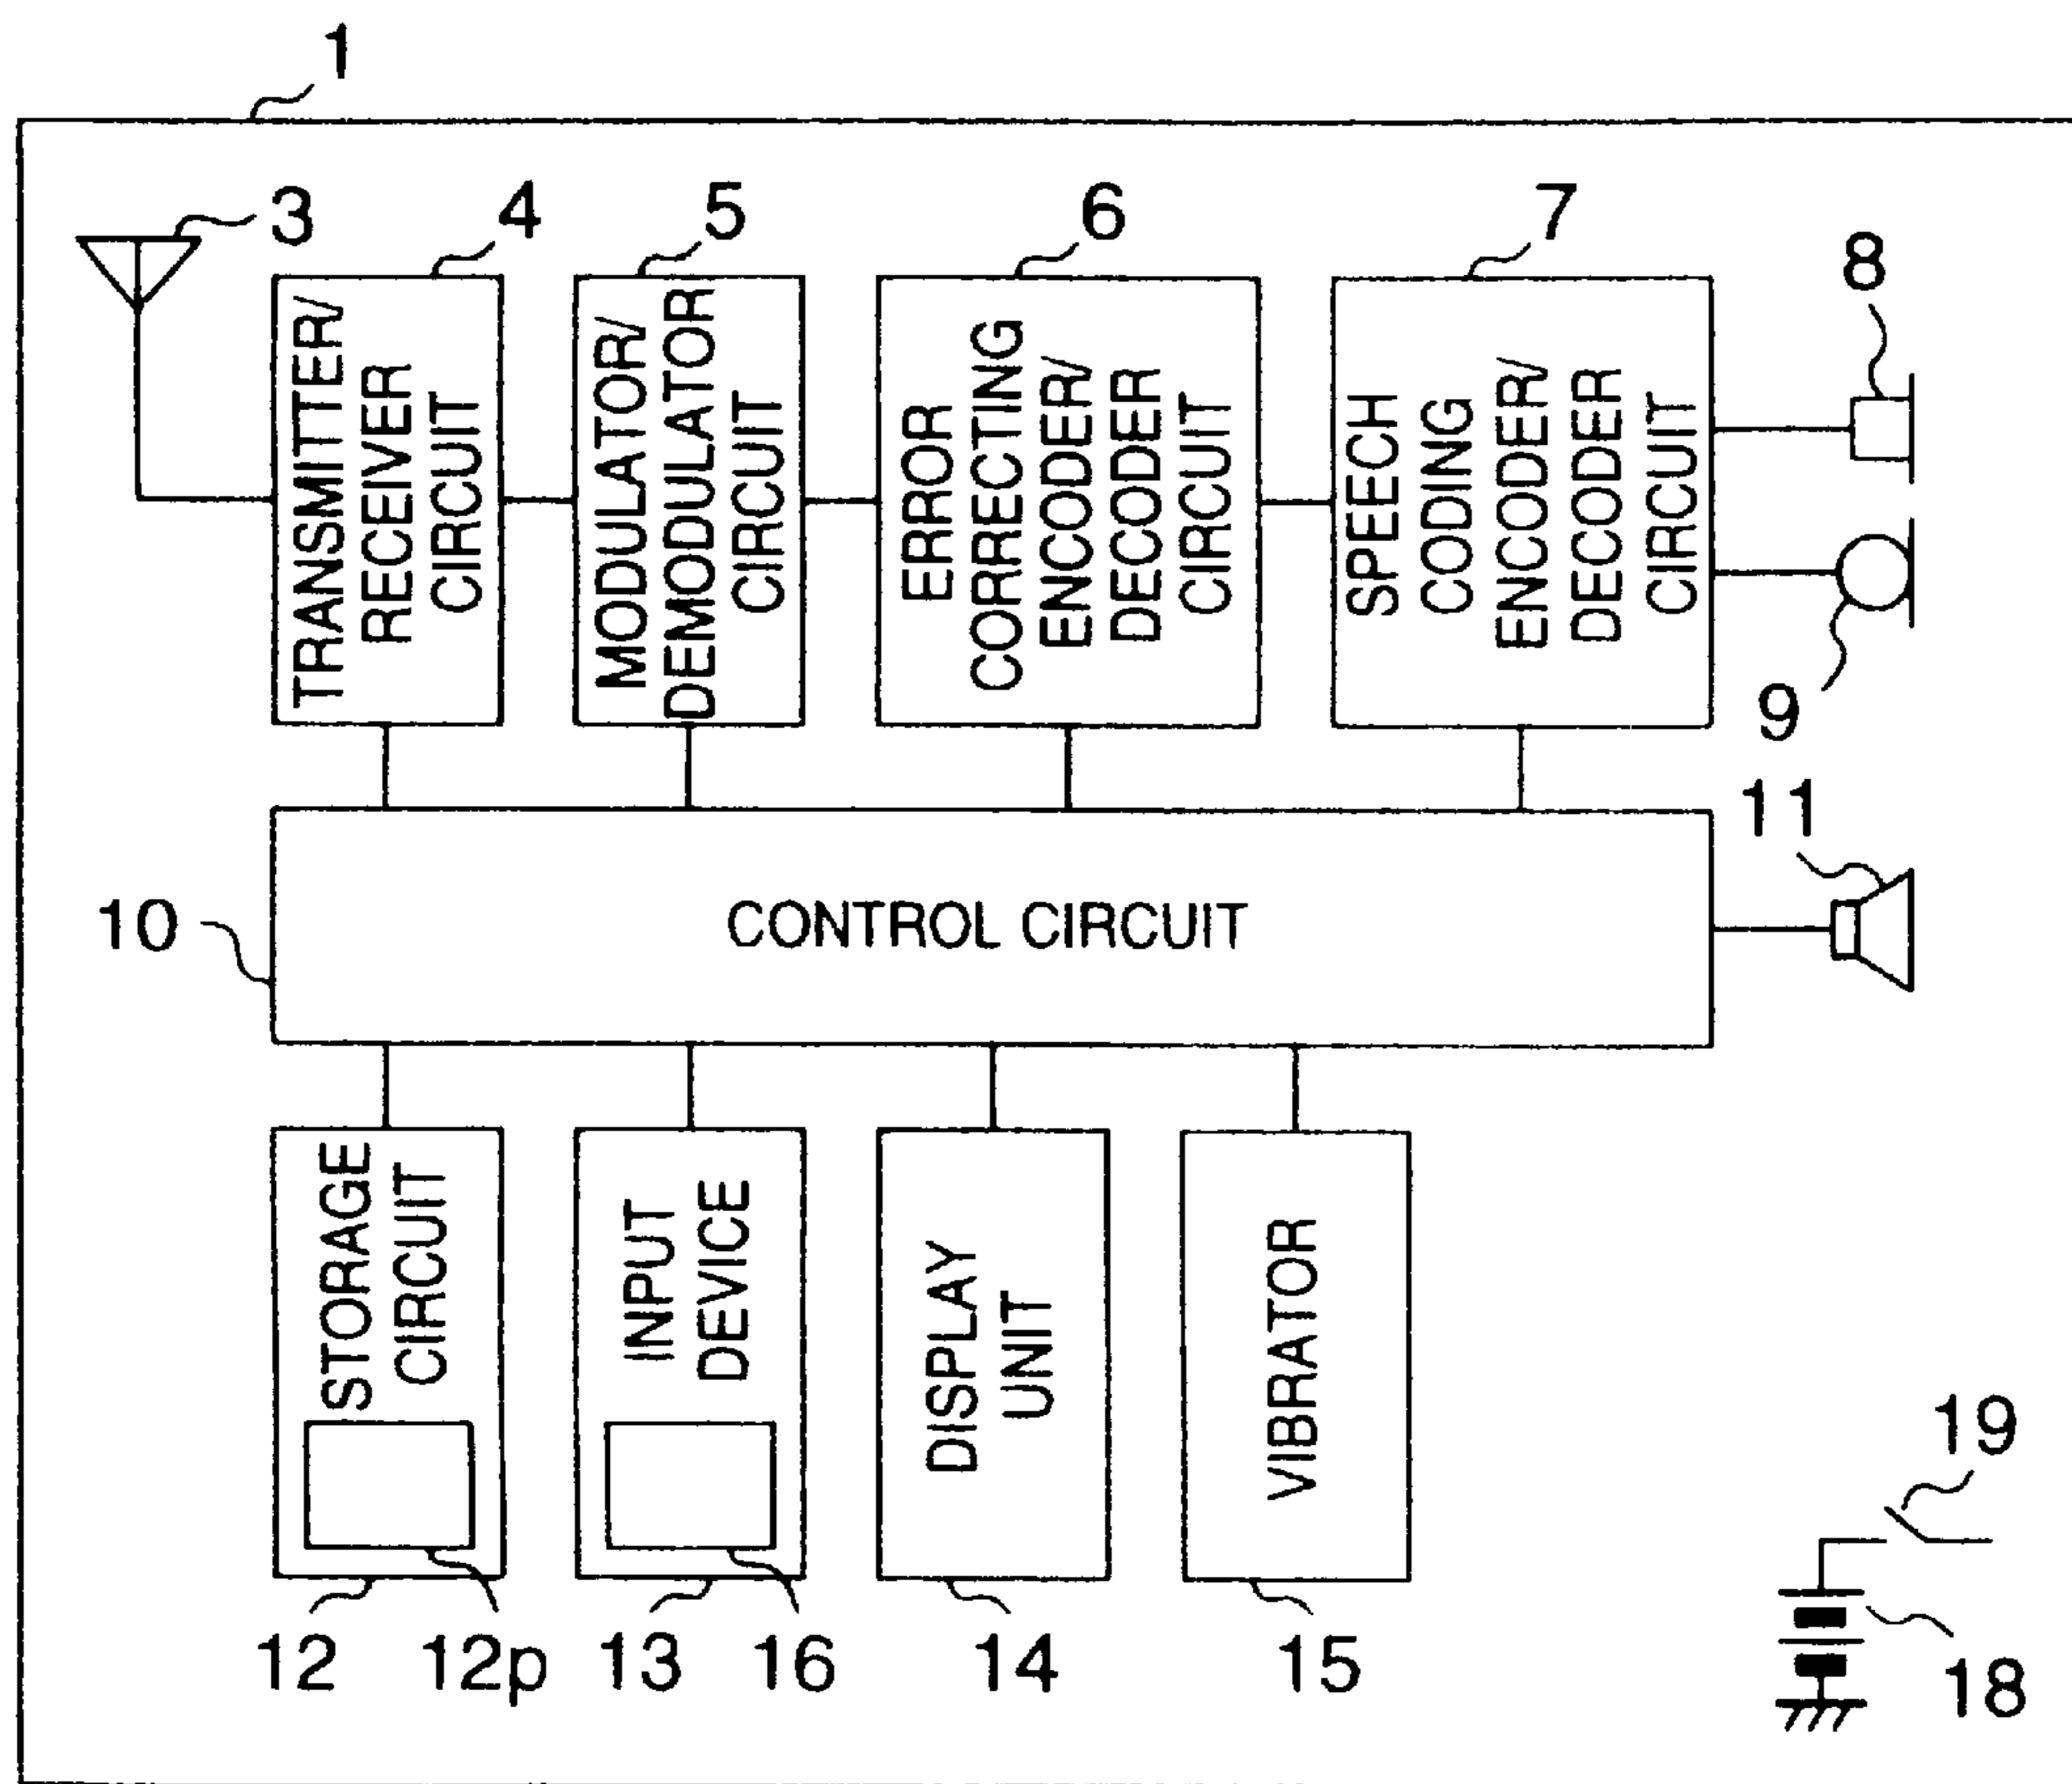 1
3
4
5
6
7
8
TRANSMITTER/
RECEIVER
CIRCUIT
MODULATOR/
DEMODULATOR
CIRCUIT
ERROR
CORRECTING
ENCODER/
DECODER
CIRCUIT
SPEECH
CODING
ENCODER/
DECODER
CIRCUIT
9
11
10
CONTROL CIRCUIT
STORAGE
CIRCUIT
INPUT
DEVICE
DISPLAY
UNIT
VIBRATOR
19
12
12p
13
16
14
15
18